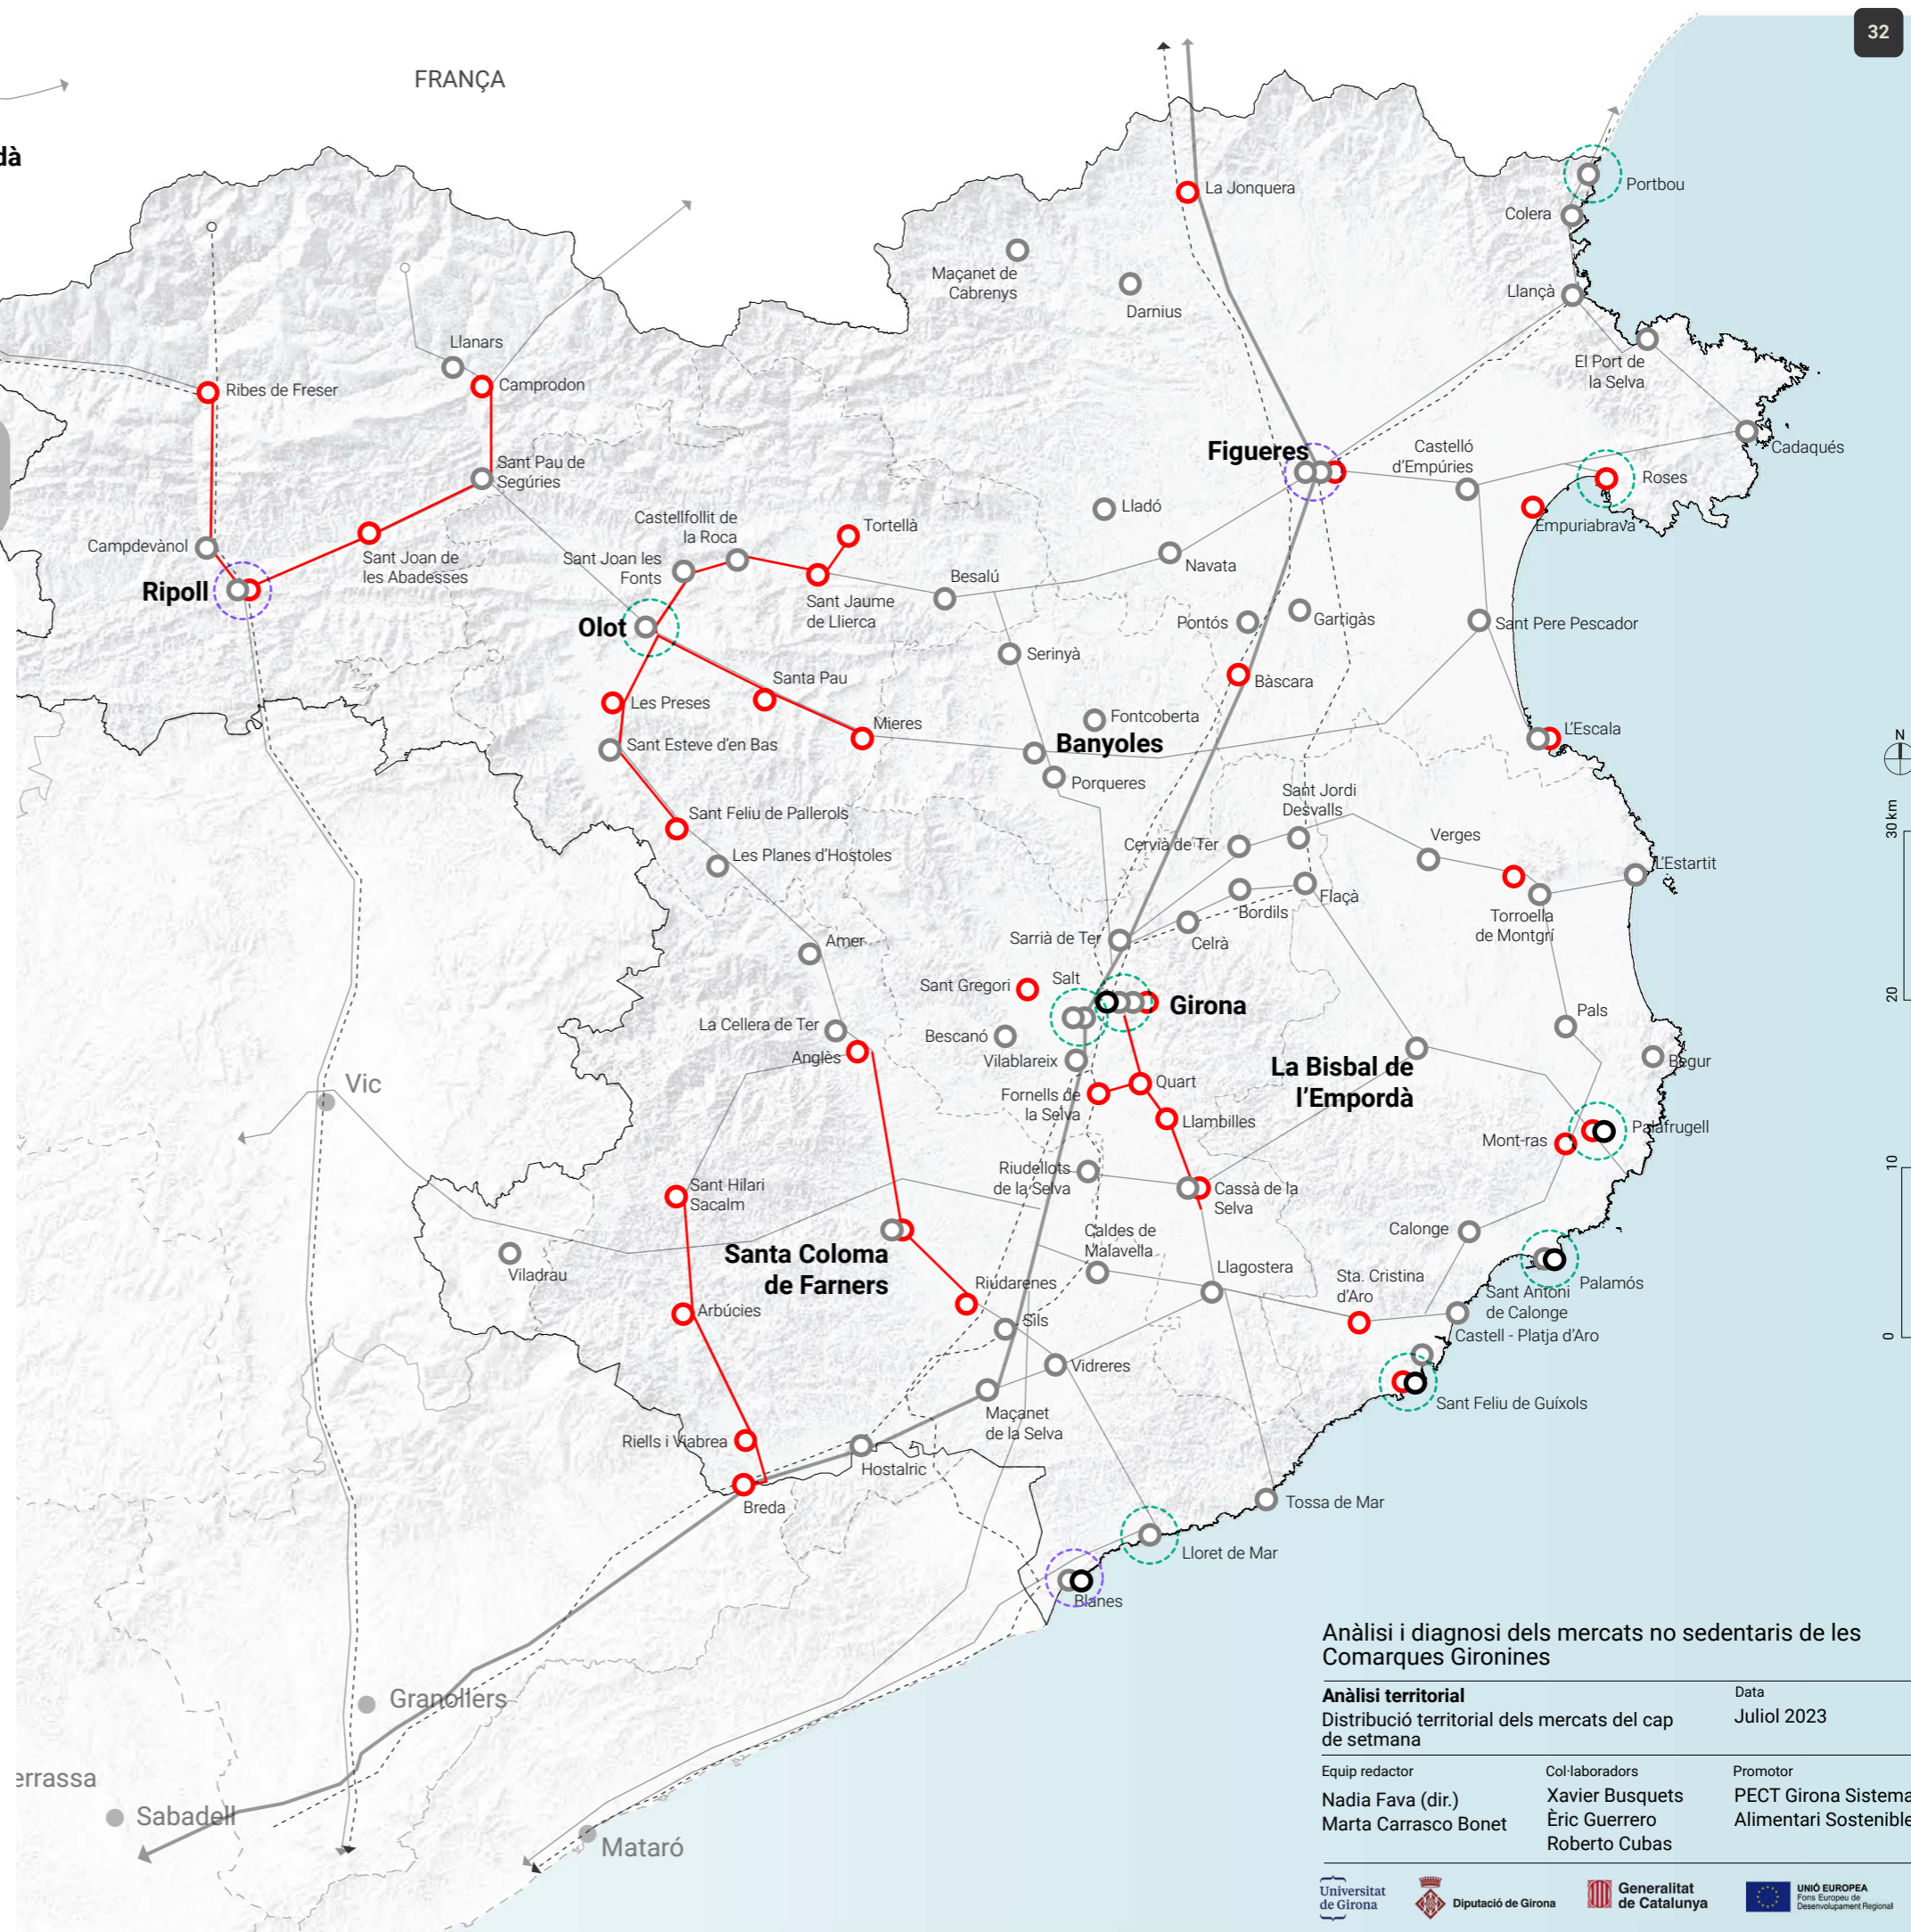 32
FRANÇA
dà
La Jonquera
Portbou
Colera
Maçanet de
Cabrenys
Darnius
Llançà
Llanars
El Port de
la Selva
Ribes de Freser
Camprodon
Cadaqués
Figueres
Castelló
d'Empúries
Sant Pau de
Segúries
Roses
Lladó
Empuriabrava
Castellfollit de
la Roca
Tortellà
Campdevànol
Sant Joan de
les Abadesses
Sant Joan les
Fonts
Navata
Ripoll
Besalú
Sant Jaume
de Llierca
Olot
Pontós
Garrigàs
Sant Pere Pescador
Serinyà
Santa Pau
Bàscara
Les Preses
Mieres
Fontcoberta
L'Escala
Sant Esteve d'en Bas
Banyoles
N
Porqueres
Sant Jordi
Desvalls
Sant Feliu de Pallerols
Verges
30 km
Cervià de Ter
Les Planes d'Hostoles
L'Estartit
Flaçà
Bordils
Torroella
de Montgrí
Amer
Sarrià de Ter
Celrà
Sant Gregori
Salt
Girona
20
La Cellera de Ter
Pals
Bescanó
Anglès
Vilablareix
Begur
La Bisbal de
l'Empordà
Vic
Quart
Fornells de
la Selva
Llambilles
Palafrugell
Mont-ras
10
Riudellots
de la Selva
Sant Hilari
Sacalm
Cassà de la
Selva
Calonge
Caldes de
Malavella
Santa Coloma
de Farners
Viladrau
Llagostera
Sta. Cristina
d'Aro
Palamós
Riudarenes
Sant Antoni
de Calonge
Arbúcies
Sils
Castell - Platja d'Aro
0
Vidreres
Sant Feliu de Guíxols
Maçanet
de la Selva
Riells i Viabrea
Hostalric
Breda
Tossa de Mar
Lloret de Mar
Blanes
Granollers
errassa
Sabadell
Mataró
Anàlisi i diagnosi dels mercats no sedentaris de les
Comarques Gironines
Anàlisi territorial
Distribució territorial dels mercats del cap
de setmana
Data
Juliol 2023
Equip redactor
Nadia Fava (dir.)
Marta Carrasco Bonet
Col·laboradors
Xavier Busquets
Èric Guerrero
Roberto Cubas
Promotor
PECT Girona Sistema
Alimentari Sostenible
Universitat
de Girona
Diputació de Girona
Generalitat
de Catalunya
UNIÓ EUROPEA
Fons Europeu de
Desenvolupament Regional